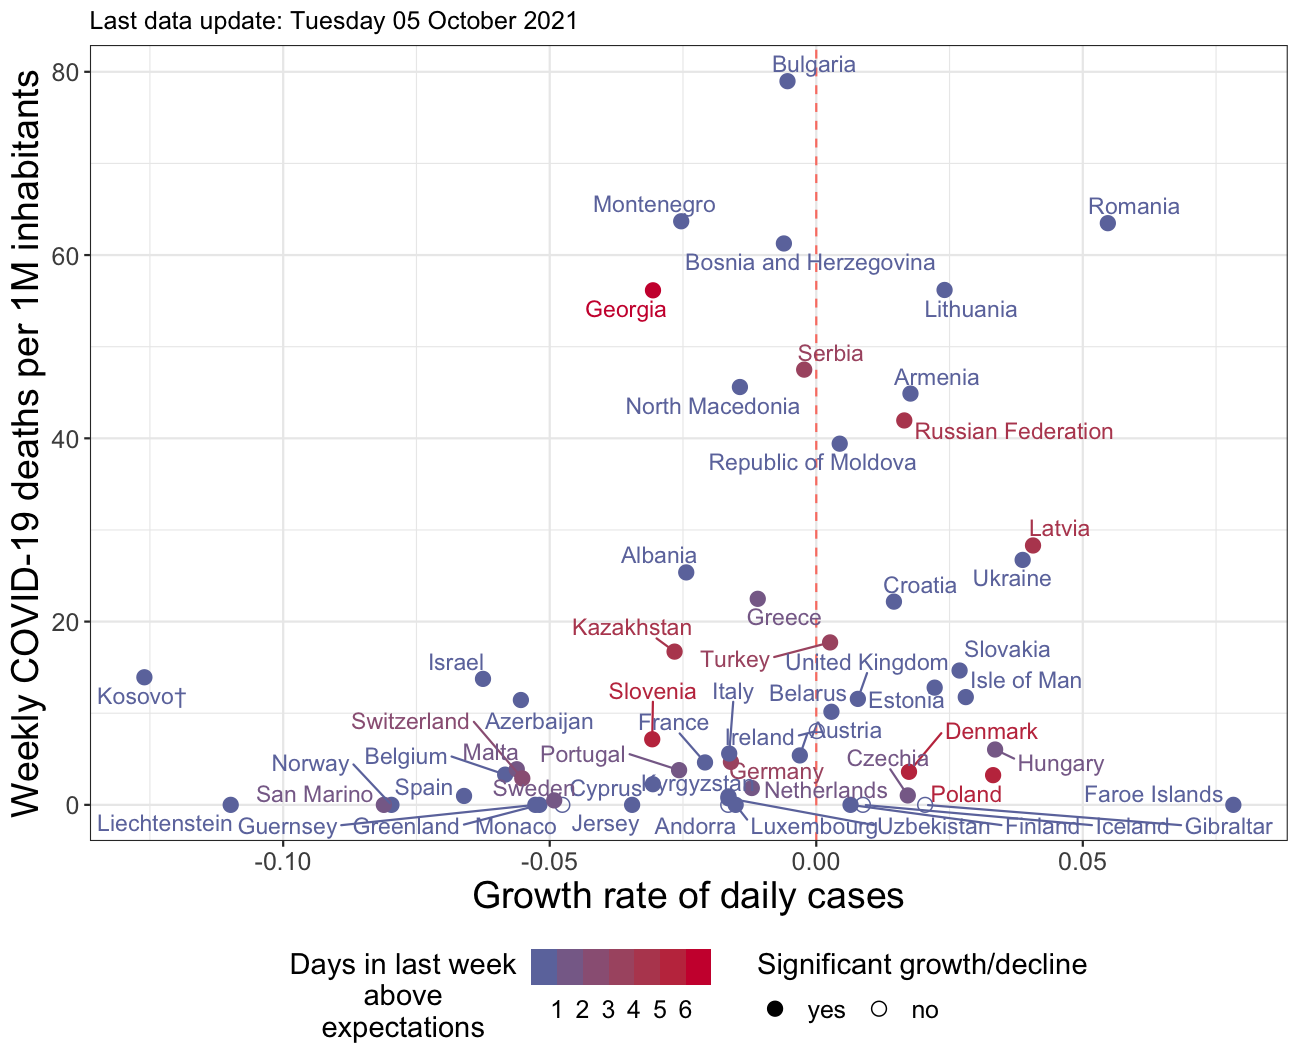 Last data update: Tuesday 05 October 2021
Weekly COVID-19 deaths per 1M inhabitants
80
60
40
20
0
Bulgaria
Montenegro
Romania
Bosnia and Herzegovina
Georgia
Lithuania
Serbia
Armenia
North Macedonia
Russian Federation
Republic of Moldova
Latvia
Albania
Ukraine
Croatia
Greece
Kazakhstan
Turkey
United Kingdom
Slovakia
Israel
Isle of Man
Kosovo†
Slovenia
Italy
Belarus
Estonia
Switzerland
Azerbaijan
France
Ireland
Austria
Denmark
Norway
Belgium
Malta
Portugal
Germany
Czechia
Hungary
San Marino
Spain
Sweden
Cyprus
Kyrgyzstan
Netherlands
Poland
Faroe Islands
Liechtenstein
Guernsey
Greenland
Monaco
Jersey
Andorra
Luxembourg
Uzbekistan
Finland
Iceland
Gibraltar
-0.10
-0.05
0.00
0.05
Growth rate of daily cases
Days in last week
above
expectations
1 2 3 4 5 6
Significant growth/decline
yes
no